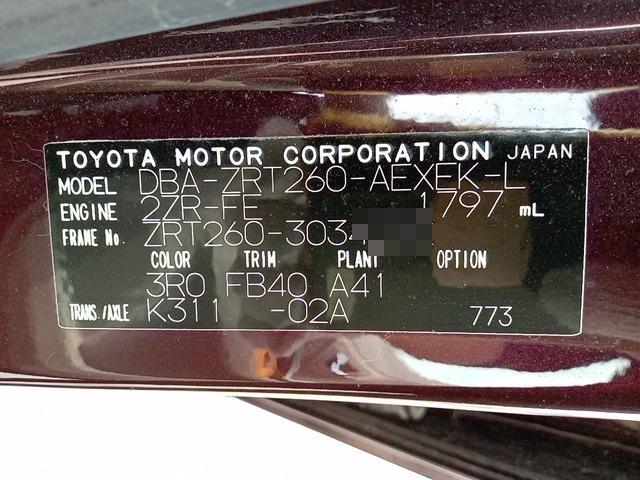 TOYOTA MOTOR CORPORATION JAPAN
MODEL DBA-ZRT260-AEXEK-L
ENGINE 2ZR-FE 1797 mL
FRAME No. ZRT260-3034
COLOR TRIM PLANT OPTION
3R0 FB40 A41
TRANS./AXLE K311 -02A 773